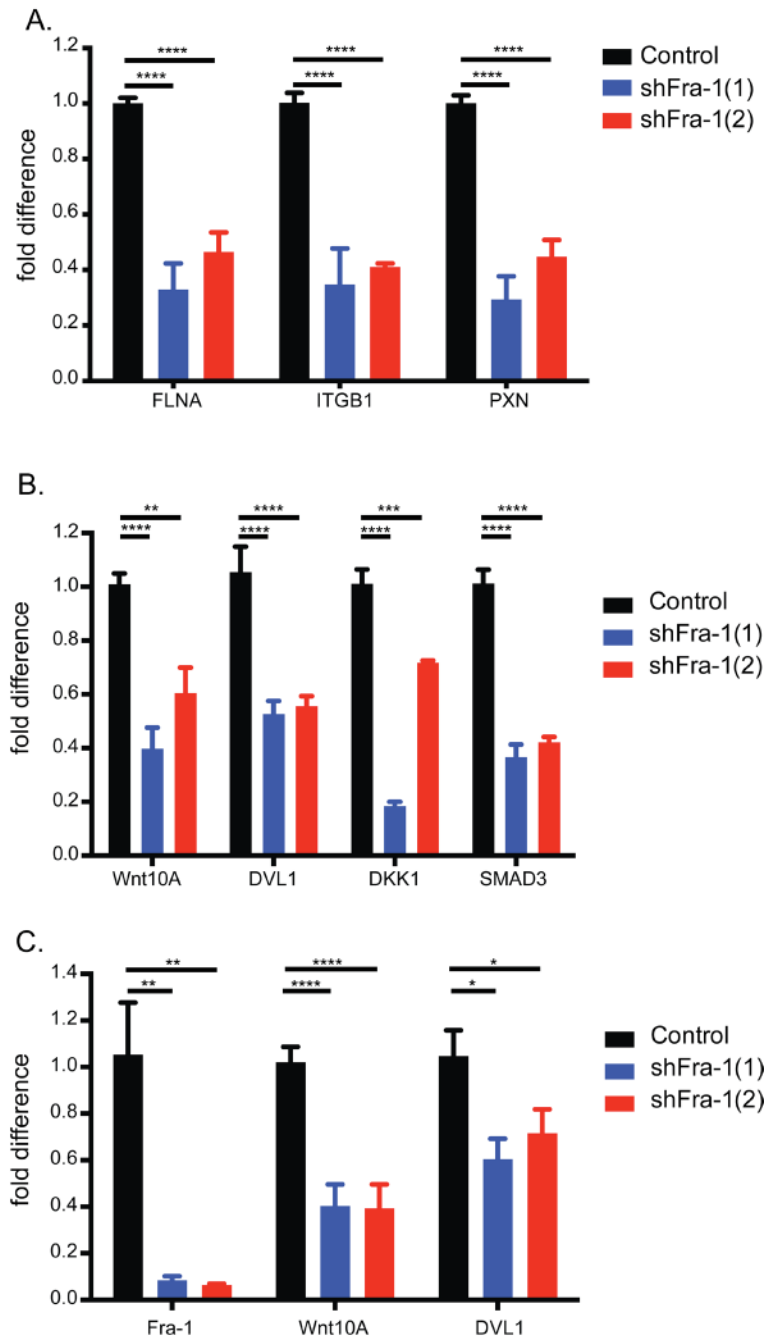 A.
**** **** ****
**** **** ****
1.2
1.0
0.8
0.6
0.4
0.2
0.0
fold difference
FLNA ITGB1 PXN
Control
shFra-1(1)
shFra-1(2)
B.
** **** *** ****
**** **** **** ****
1.2
1.0
0.8
0.6
0.4
0.2
0.0
fold difference
Wnt10A DVL1 DKK1 SMAD3
Control
shFra-1(1)
shFra-1(2)
C.
** **** *
** **** *
1.4
1.2
1.0
0.8
0.6
0.4
0.2
0.0
fold difference
Fra-1 Wnt10A DVL1
Control
shFra-1(1)
shFra-1(2)